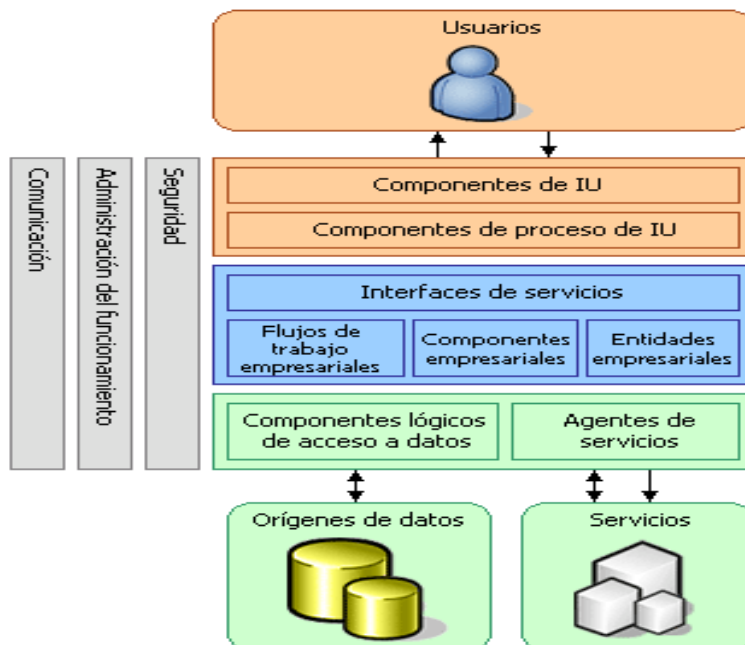 Usuarios
Comunicación
Administración del funcionamiento
Seguridad
Componentes de IU
Componentes de proceso de IU
Interfaces de servicios
Flujos de
trabajo
empresariales
Componentes
empresariales
Entidades
empresariales
Componentes lógicos
de acceso a datos
Agentes de
servicios
Orígenes de datos
Servicios